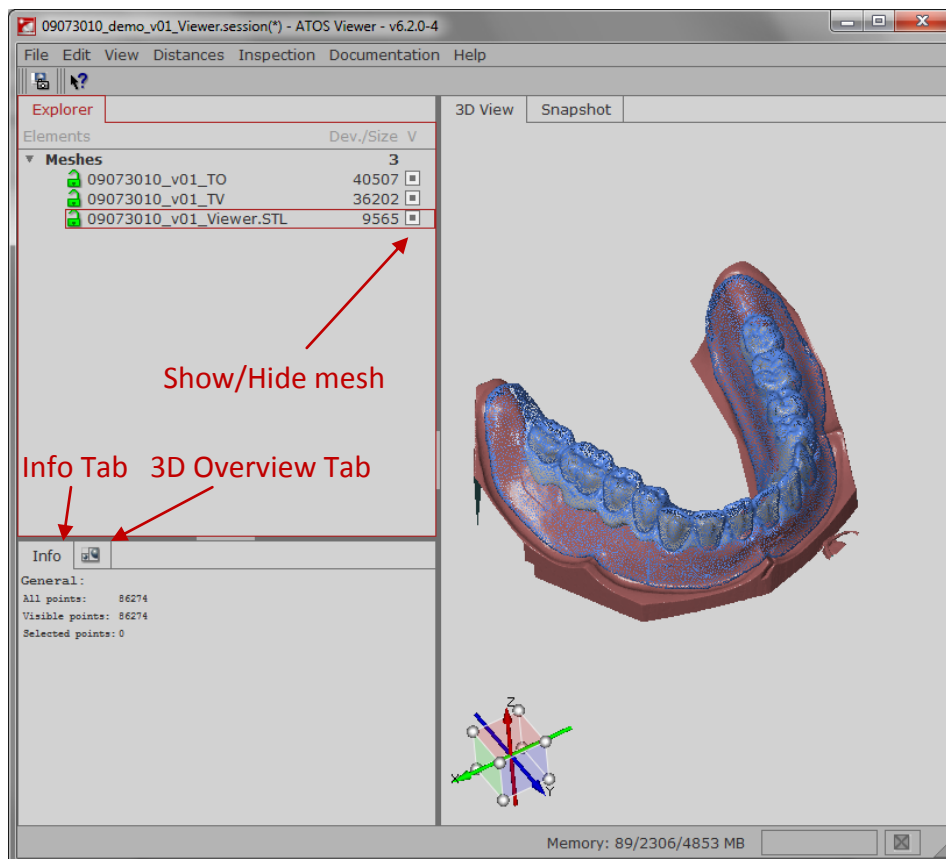 09073010_demo_v01_Viewer.session(*) - ATOS Viewer - v6.2.0-4
File Edit View Distances Inspection Documentation Help
Explorer
3D View Snapshot
Elements Dev./Size V
Meshes 3
09073010_v01_TO 40507
09073010_v01_TV 36202
09073010_v01_Viewer.STL 9565
Show/Hide mesh
Info Tab 3D Overview Tab
Info
General:
All points: 86274
Visible points: 86274
Selected points: 0
Z
X
Y
Memory: 89/2306/4853 MB